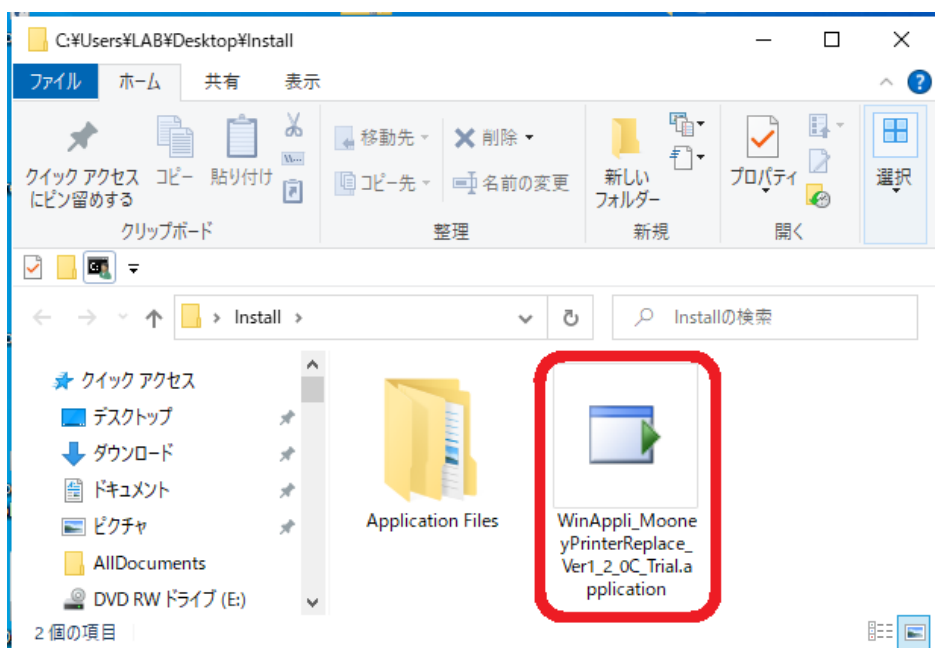 C:¥Users¥LAB¥Desktop¥Install
ファイル ホーム 共有 表示
クイック アクセス
にピン留めする
コピー
貼り付け
クリップボード
移動先
コピー先
削除
名前の変更
整理
新しい
フォルダー
新規
プロパティ
開く
選択
Install
Installの検索
クイック アクセス
デスクトップ
ダウンロード
ドキュメント
ピクチャ
AllDocuments
DVD RW ドライブ (E:)
Application Files
WinAppli_Moone
yPrinterReplace_
Ver1_2_0C_Trial.a
pplication
2 個の項目